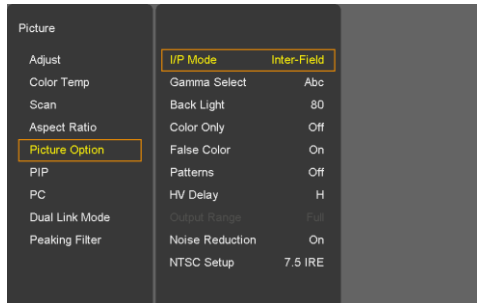 Picture
Adjust
Color Temp
Scan
Aspect Ratio
Picture Option
PIP
PC
Dual Link Mode
Peaking Filter
I/P Mode Inter-Field
Gamma Select Abc
Back Light 80
Color Only Off
False Color On
Patterns Off
HV Delay H
Output Range Full
Noise Reduction On
NTSC Setup 7.5 IRE